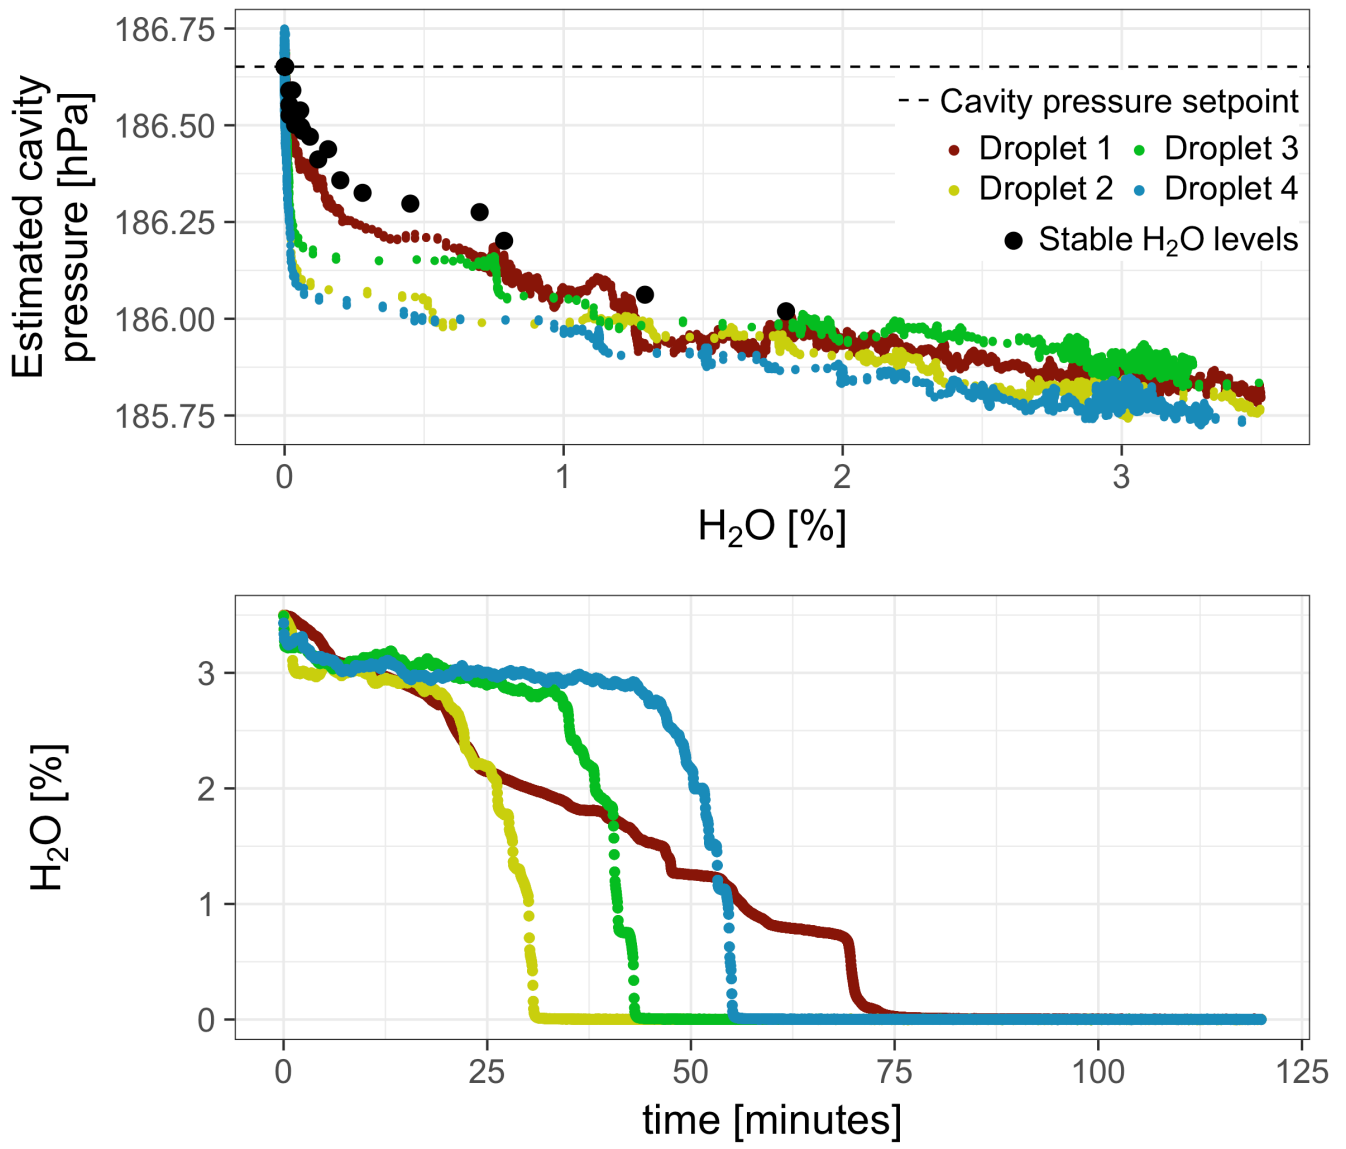 186.75
186.50
186.25
186.00
185.75
Estimated cavity
pressure [hPa]
Cavity pressure setpoint
Droplet 1 Droplet 3
Droplet 2 Droplet 4
Stable H₂O levels
0 1 2 3
H₂O [%]
3
2
1
0
H₂O [%]
0 25 50 75 100 125
time [minutes]